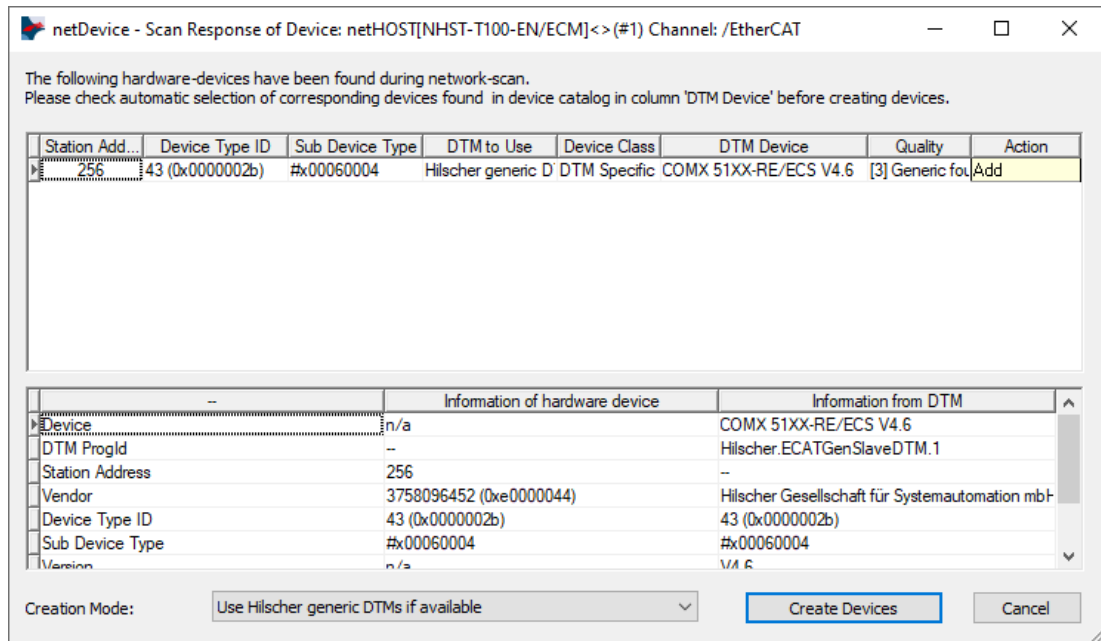 netDevice - Scan Response of Device: netHOST[NHST-T100-EN/ECM]<>(#1) Channel: /EtherCAT
The following hardware-devices have been found during network-scan.
Please check automatic selection of corresponding devices found in device catalog in column 'DTM Device' before creating devices.
Station Add... Device Type ID Sub Device Type DTM to Use Device Class DTM Device Quality Action
256 43 (0x0000002b) #x00060004 Hilscher generic D DTM Specific COMX 51XX-RE/ECS V4.6 [3] Generic fou Add
-- Information of hardware device Information from DTM
Device n/a COMX 51XX-RE/ECS V4.6
DTM ProgId -- Hilscher.ECATGenSlaveDTM.1
Station Address 256 --
Vendor 3758096452 (0xe0000044) Hilscher Gesellschaft für Systemautomation mbH
Device Type ID 43 (0x0000002b) 43 (0x0000002b)
Sub Device Type #x00060004 #x00060004
Version n/a V4.6
Creation Mode: Use Hilscher generic DTMs if available Create Devices Cancel